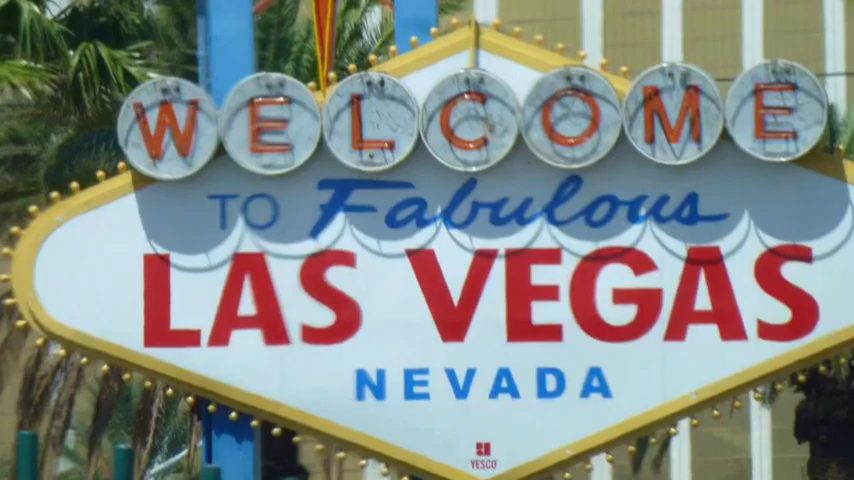 WELCOME
TO Fabulous
LAS VEGAS
NEVADA
YESCO